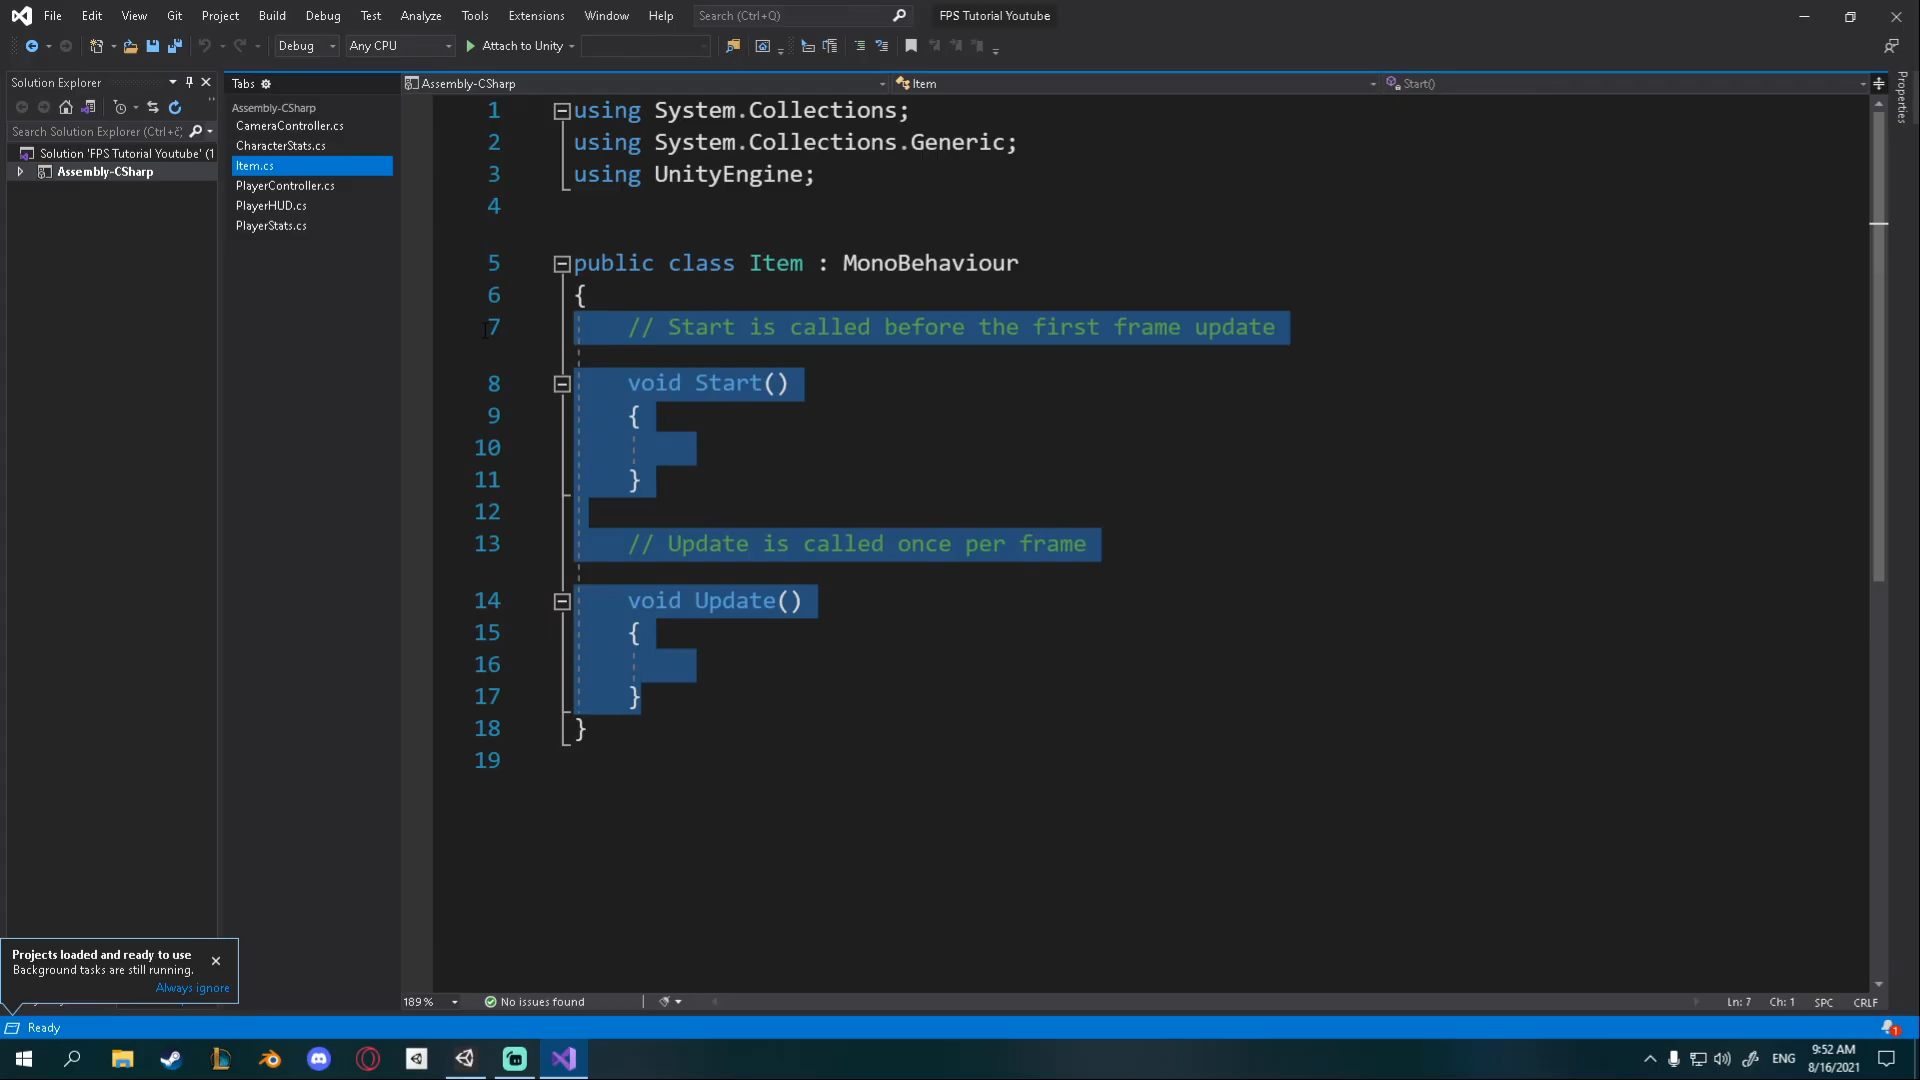 File Edit View Git Project Build Debug Test Analyze Tools Extensions Window Help Search (Ctrl+Q) FPS Tutorial Youtube
Debug Any CPU Attach to Unity
Solution Explorer
Search Solution Explorer (Ctrl+č
Solution 'FPS Tutorial Youtube' (1
Assembly-CSharp
Tabs
Assembly-CSharp
CameraController.cs
CharacterStats.cs
Item.cs
PlayerController.cs
PlayerHUD.cs
PlayerStats.cs
Assembly-CSharp Item Start()
1 using System.Collections;
2 using System.Collections.Generic;
3 using UnityEngine;
4
5 public class Item : MonoBehaviour
6 {
7 // Start is called before the first frame update
8 void Start()
9 {
10
11 }
12
13 // Update is called once per frame
14 void Update()
15 {
16
17 }
18 }
19
Properties
Projects loaded and ready to use
Background tasks are still running.
Always ignore
189 % No issues found Ln: 7 Ch: 1 SPC CRLF
Ready 1
ENG 9:52 AM
8/16/2021